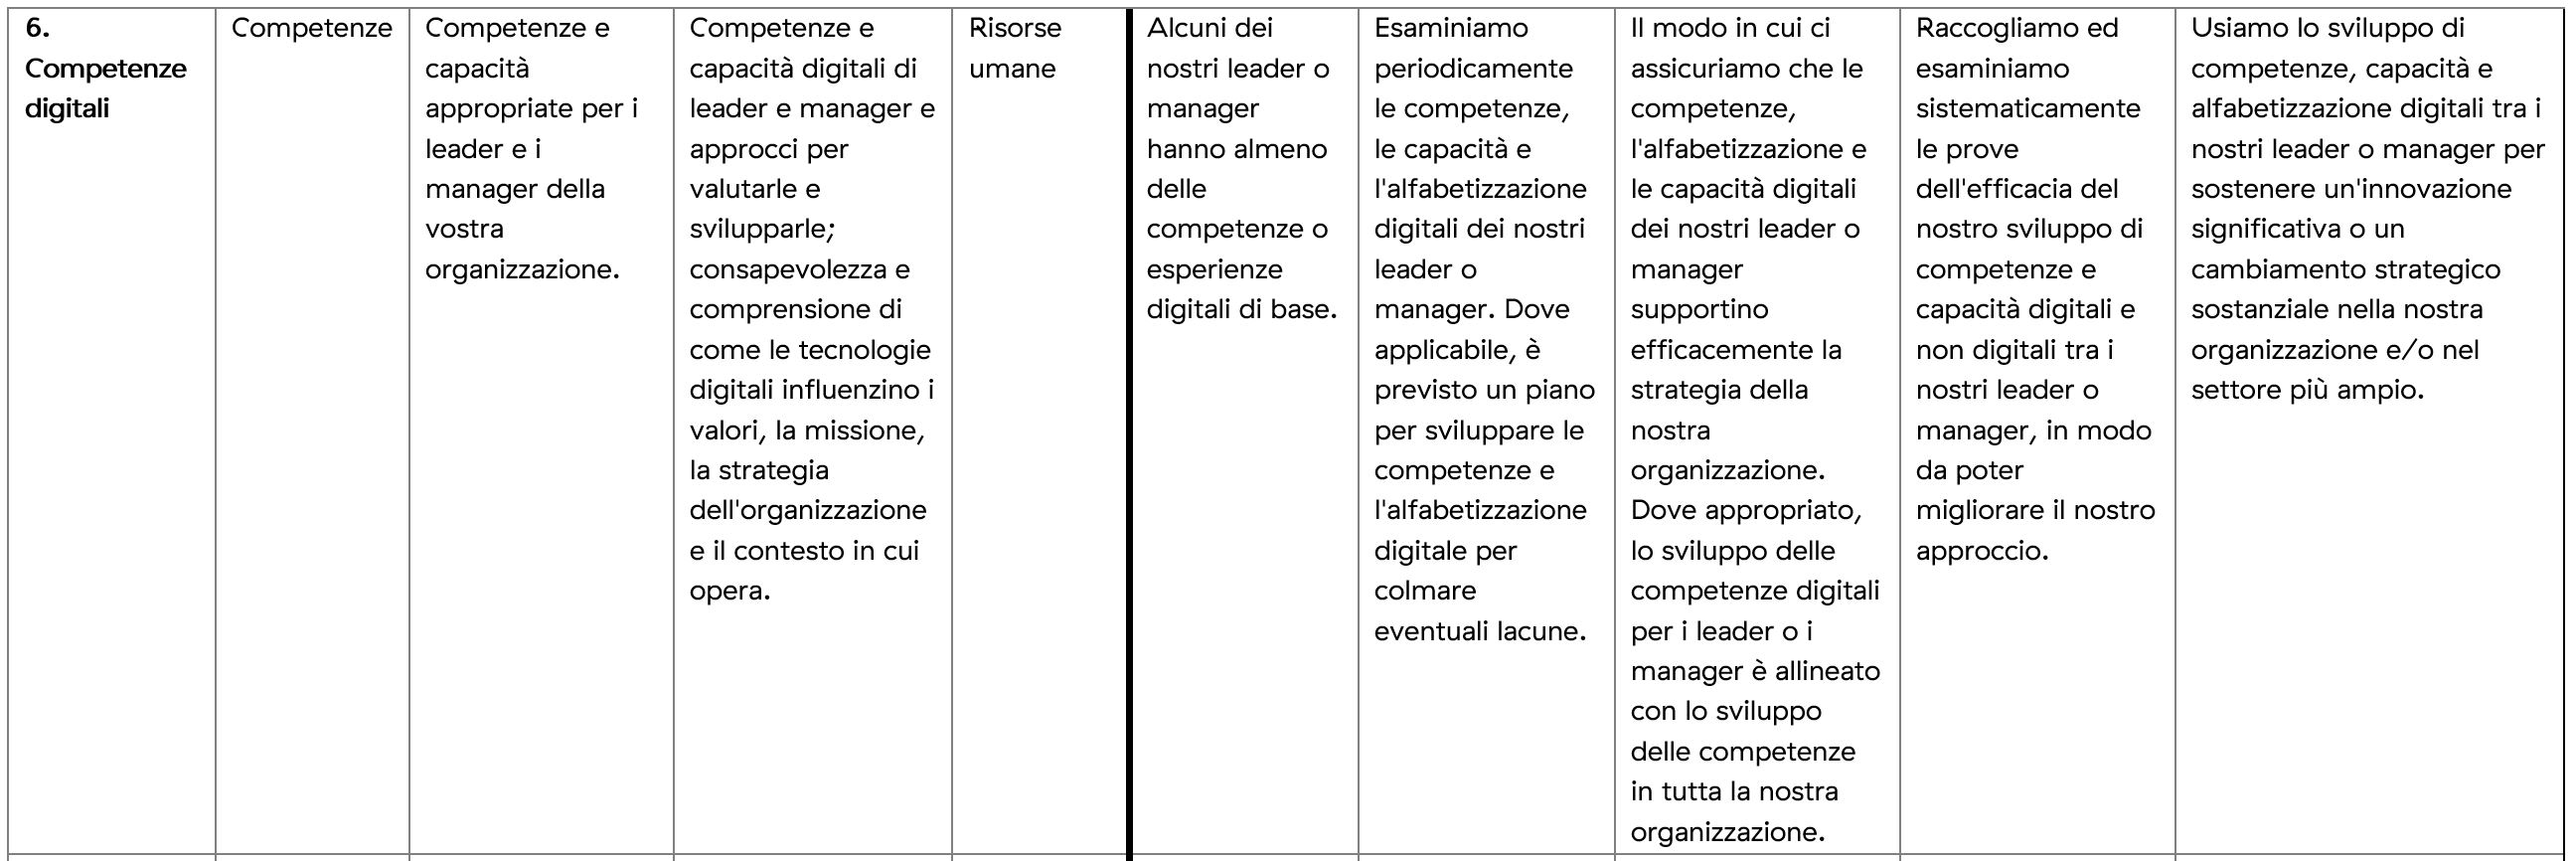 6.
Competenze
digitali
Competenze
Competenze e
capacità
appropriate per i
leader e i
manager della
vostra
organizzazione.
Competenze e
capacità digitali di
leader e manager e
approcci per
valutarle e
svilupparle;
consapevolezza e
comprensione di
come le tecnologie
digitali influenzino i
valori, la missione,
la strategia
dell'organizzazione
e il contesto in cui
opera.
Risorse
umane
Alcuni dei
nostri leader o
manager
hanno almeno
delle
competenze o
esperienze
digitali di base.
Esaminiamo
periodicamente
le competenze,
le capacità e
l'alfabetizzazione
digitali dei nostri
leader o
manager. Dove
applicabile, è
previsto un piano
per sviluppare le
competenze e
l'alfabetizzazione
digitale per
colmare
eventuali lacune.
Il modo in cui ci
assicuriamo che le
competenze,
l'alfabetizzazione e
le capacità digitali
dei nostri leader o
manager
supportino
efficacemente la
strategia della
nostra
organizzazione.
Dove appropriato,
lo sviluppo delle
competenze digitali
per i leader o i
manager è allineato
con lo sviluppo
delle competenze
in tutta la nostra
organizzazione.
Raccogliamo ed
esaminiamo
sistematicamente
le prove
dell'efficacia del
nostro sviluppo di
competenze e
capacità digitali e
non digitali tra i
nostri leader o
manager, in modo
da poter
migliorare il nostro
approccio.
Usiamo lo sviluppo di
competenze, capacità e
alfabetizzazione digitali tra i
nostri leader o manager per
sostenere un'innovazione
significativa o un
cambiamento strategico
sostanziale nella nostra
organizzazione e/o nel
settore più ampio.